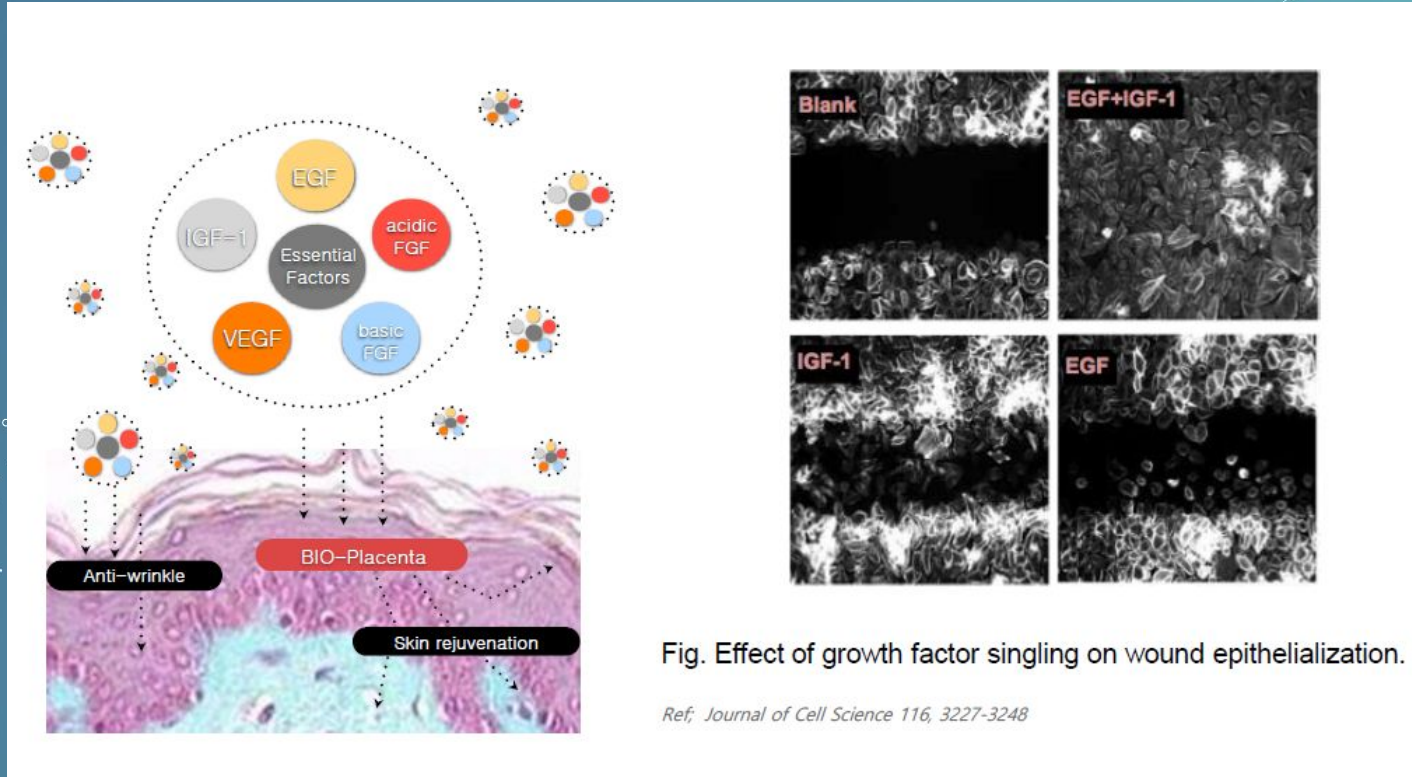 EGF
IGF-1
acidic
FGF
Essential
Factors
VEGF
basic
FGF
BIO-Placenta
Anti-wrinkle
Skin rejuvenation
Blank
EGF+IGF-1
IGF-1
EGF
Fig. Effect of growth factor singling on wound epithelialization.
Ref; Journal of Cell Science 116, 3227-3248